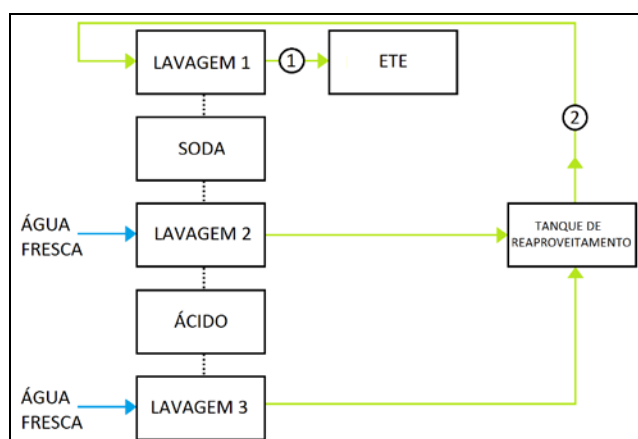 LAVAGEM 1
1
ETE
2
SODA
ÁGUA
FRESCA
LAVAGEM 2
TANQUE DE
REAPROVEITAMENTO
ÁCIDO
ÁGUA
FRESCA
LAVAGEM 3